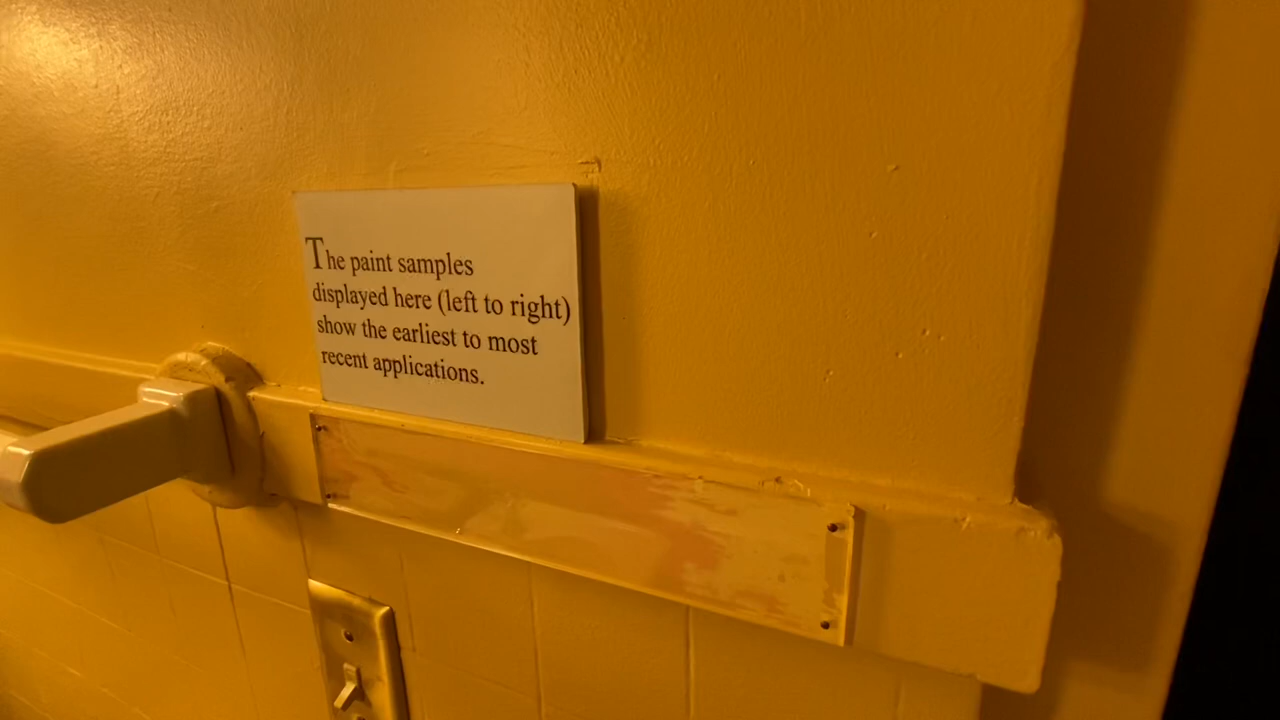 The paint samples
displayed here (left to right)
show the earliest to most
recent applications.